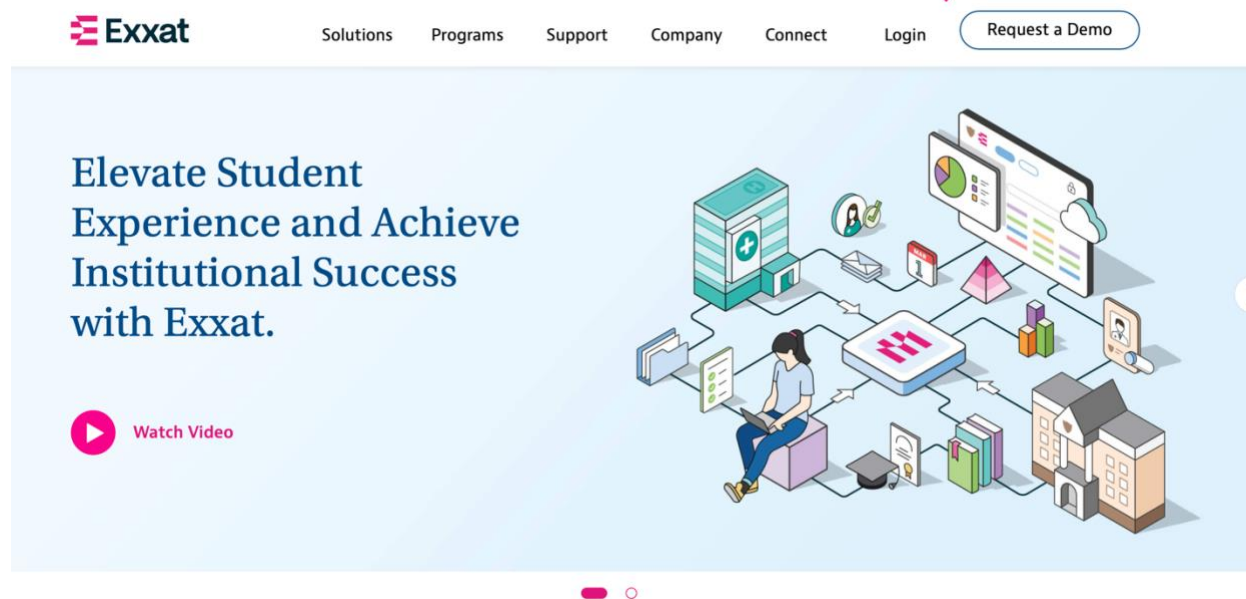 Exxat
Solutions Programs Support Company Connect Login Request a Demo
Elevate Student
Experience and Achieve
Institutional Success
with Exxat.
Watch Video
1